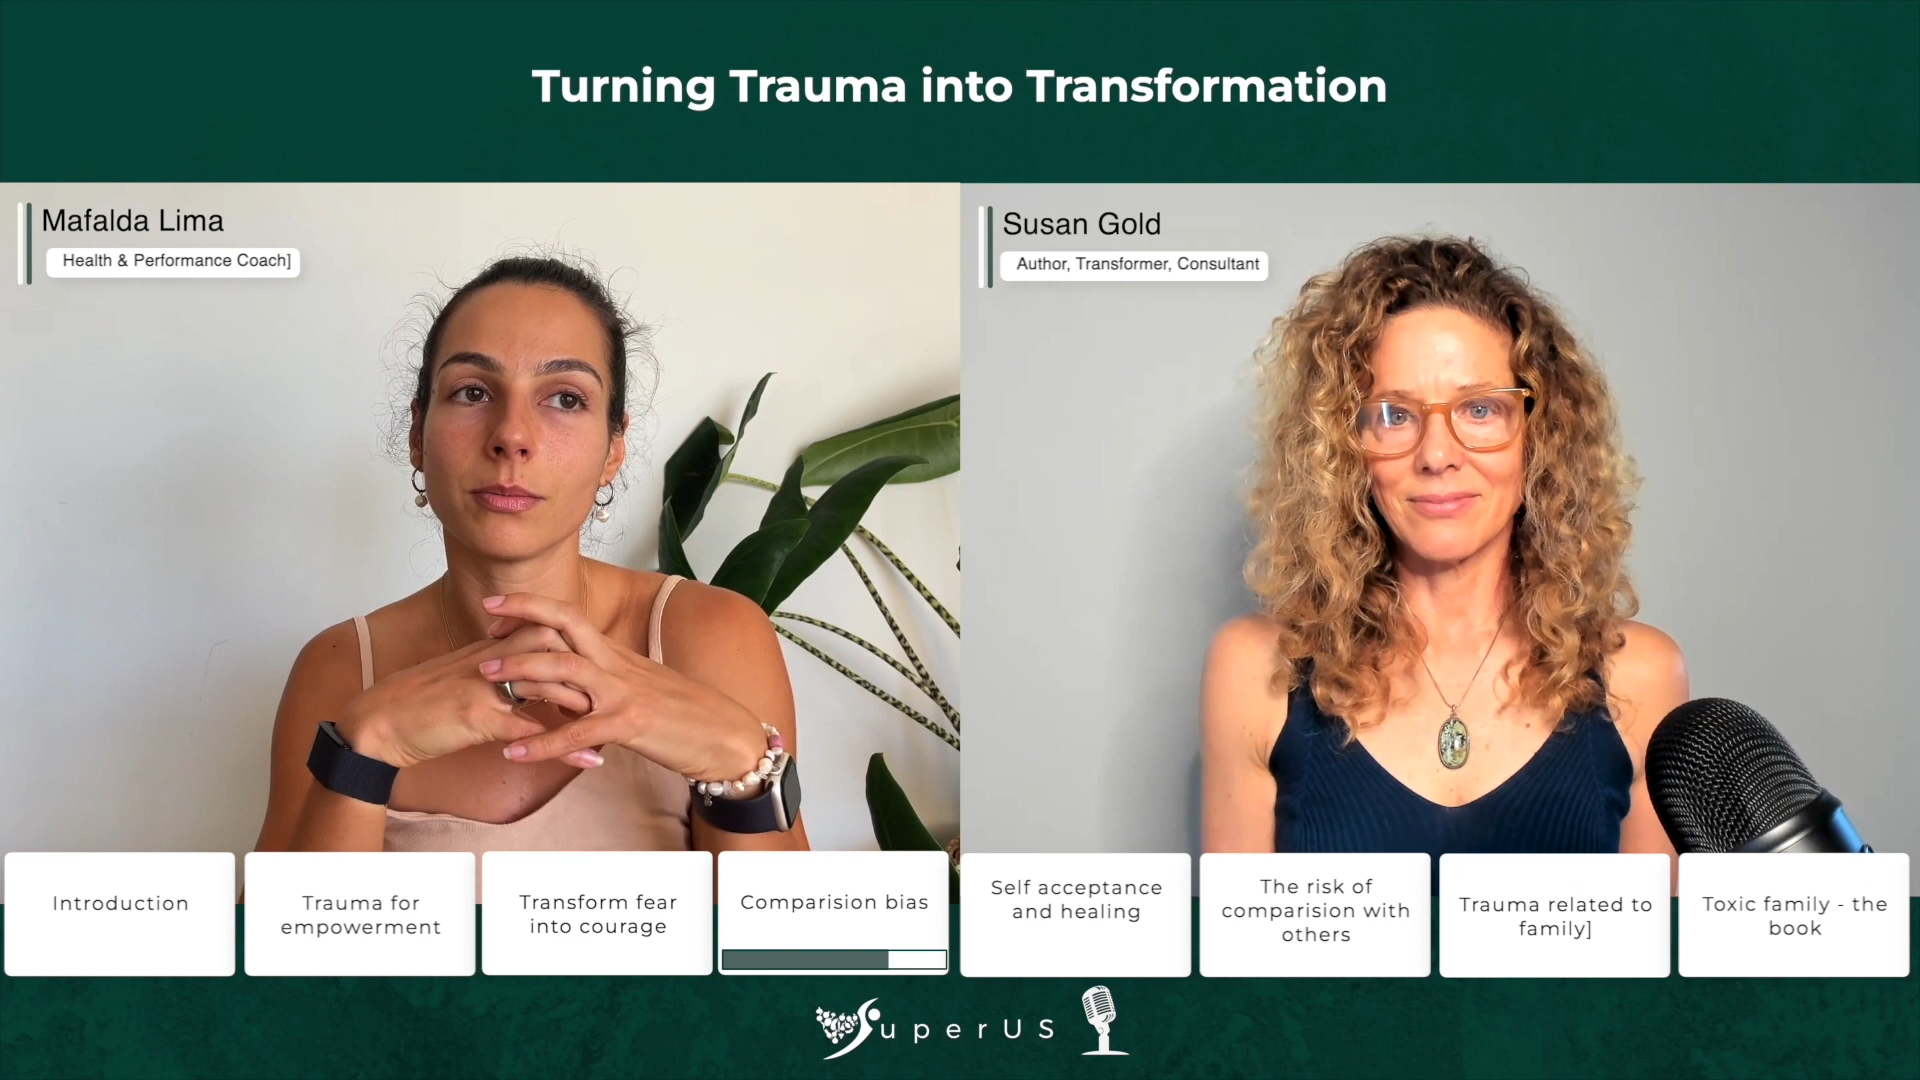 Turning Trauma into Transformation
Mafalda Lima
Health & Performance Coach]
Susan Gold
Author, Transformer, Consultant
Introduction
Trauma for
empowerment
Transform fear
into courage
Comparision bias
Self acceptance
and healing
The risk of
comparision with
others
Trauma related to
family]
Toxic family - the
book
SuperUS